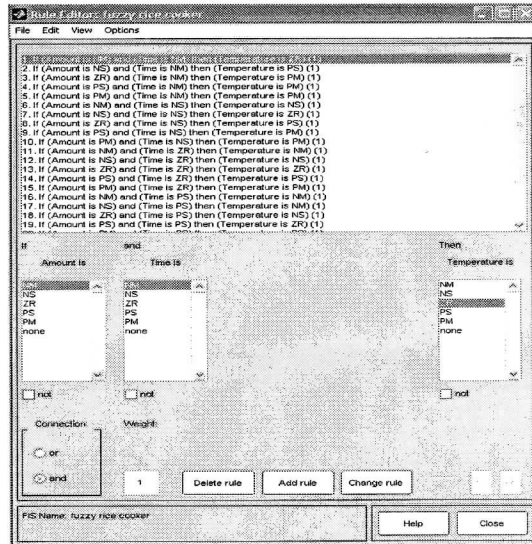 Rule Editor: fuzzy rice cooker
File Edit View Options
1. If (Amount is NM) and (Time is NM) then (Temperature is ZR) (1)
2. If (Amount is NS) and (Time is NM) then (Temperature is PS) (1)
3. If (Amount is ZR) and (Time is NM) then (Temperature is PM) (1)
4. If (Amount is PS) and (Time is NM) then (Temperature is PM) (1)
5. If (Amount is PM) and (Time is NM) then (Temperature is PM) (1)
6. If (Amount is NM) and (Time is NS) then (Temperature is NS) (1)
7. If (Amount is NS) and (Time is NS) then (Temperature is ZR) (1)
8. If (Amount is ZR) and (Time is NS) then (Temperature is PS) (1)
9. If (Amount is PS) and (Time is NS) then (Temperature is PM) (1)
10. If (Amount is PM) and (Time is NS) then (Temperature is PM) (1)
11. If (Amount is NM) and (Time is ZR) then (Temperature is NM) (1)
12. If (Amount is NS) and (Time is ZR) then (Temperature is NS) (1)
13. If (Amount is ZR) and (Time is ZR) then (Temperature is ZR) (1)
14. If (Amount is PS) and (Time is ZR) then (Temperature is PS) (1)
15. If (Amount is PM) and (Time is ZR) then (Temperature is PM) (1)
16. If (Amount is NM) and (Time is PS) then (Temperature is NM) (1)
17. If (Amount is NS) and (Time is PS) then (Temperature is NM) (1)
18. If (Amount is ZR) and (Time is PS) then (Temperature is NS) (1)
19. If (Amount is PS) and (Time is PS) then (Temperature is ZR) (1)
If and Then
Amount is Time is Temperature is
NM NM NM
NS NS NS
ZR ZR
PS PS PS
PM PM PM
none none none
not not not
Connection Weight:
or
and 1 Delete rule Add rule Change rule
FIS Name: fuzzy rice cooker Help Close